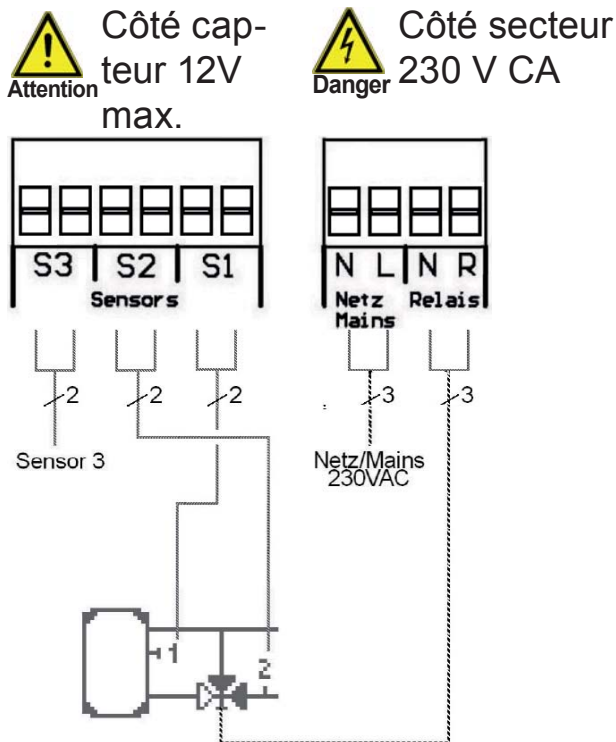 Attention
Côté cap-
teur 12V
max.
Danger
Côté secteur
230 V CA
S3 S2 S1
Sensors
N L N R
Netz Relais
Mains
2 2 2 3 3
Sensor 3
Netz/Mains
230VAC
1
2